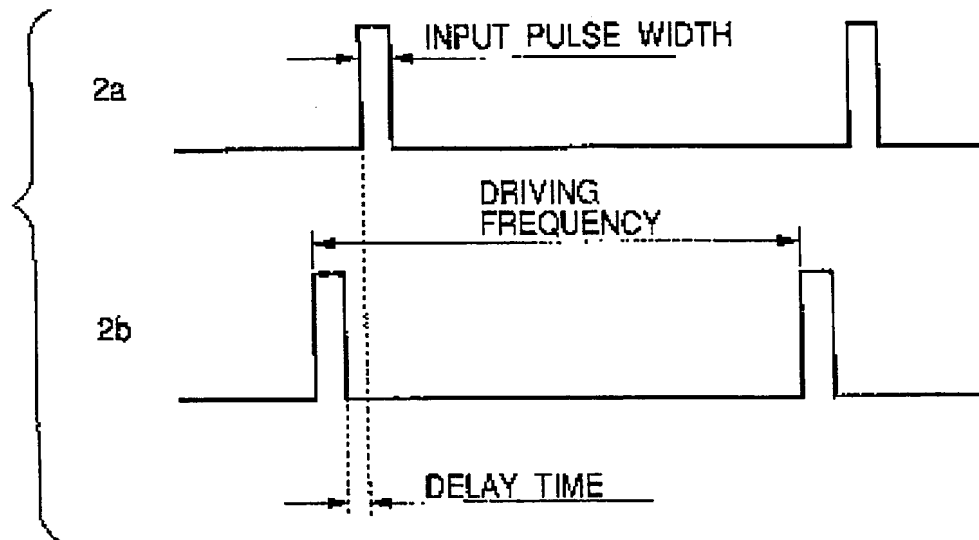 INPUT PULSE WIDTH
2a
DRIVING
FREQUENCY
2b
DELAY TIME